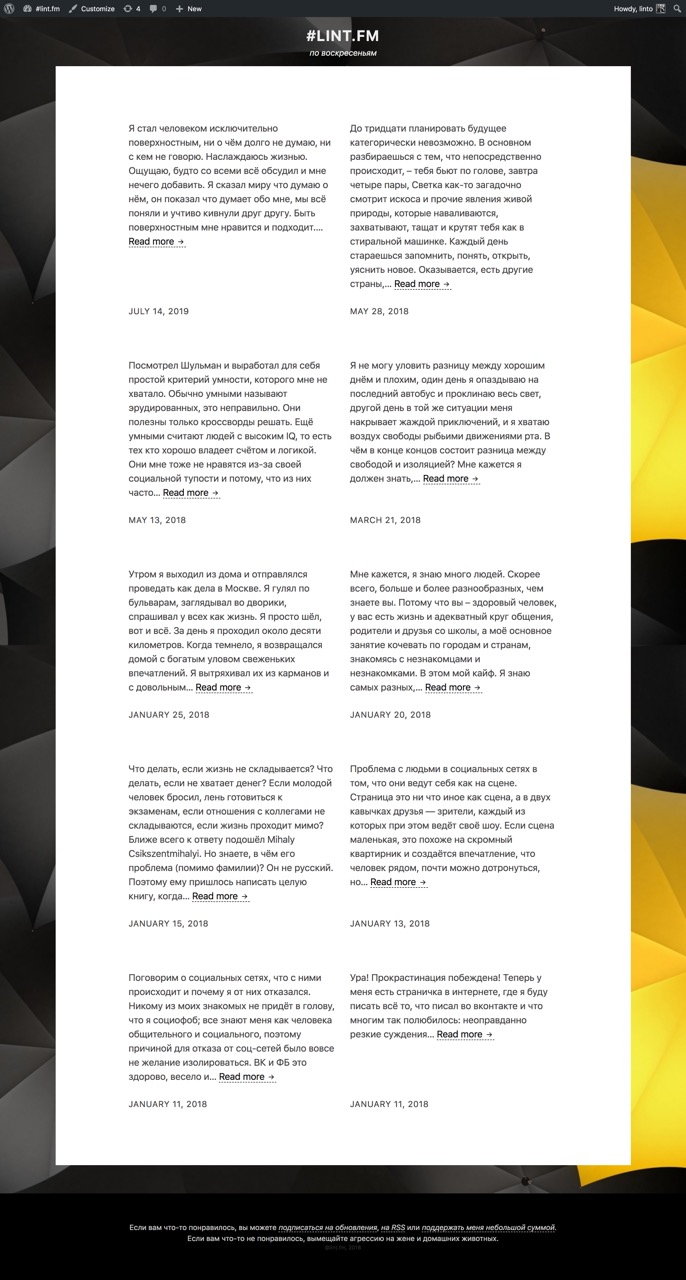 #lint.fm Customize 4 0 New Howdy, linto
#LINT.FM
по воскресеньям
Я стал человеком исключительно
поверхностным, ни о чём долго не думаю, ни
с кем не говорю. Наслаждаюсь жизнью.
Ощущаю, будто со всеми всё обсудил и мне
нечего добавить. Я сказал миру что думаю о
нём, он показал что думает обо мне, мы всё
поняли и учтиво кивнули друг другу. Быть
поверхностным мне нравится и подходит....
Read more →
JULY 14, 2019
До тридцати планировать будущее
категорически невозможно. В основном
разбираешься с тем, что непосредственно
происходит, – тебя бьют по голове, завтра
четыре пары, Светка как-то загадочно
смотрит искоса и прочие явления живой
природы, которые наваливаются,
захватывают, тащат и крутят тебя как в
стиральной машинке. Каждый день
стараешься запомнить, понять, открыть,
уяснить новое. Оказывается, есть другие
страны,... Read more →
MAY 28, 2018
Посмотрел Шульман и выработал для себя
простой критерий умности, которого мне не
хватало. Обычно умными называют
эрудированных, это неправильно. Они
полезны только кроссворды решать. Ещё
умными считают людей с высоким IQ, то есть
тех кто хорошо владеет счётом и логикой.
Они мне тоже не нравятся из-за своей
социальной тупости и потому, что из них
часто... Read more →
MAY 13, 2018
Я не могу уловить разницу между хорошим
днём и плохим, один день я опаздываю на
последний автобус и проклинаю весь свет,
другой день в той же ситуации меня
накрывает жаждой приключений, и я хватаю
воздух свободы рыбьими движениями рта. В
чём в конце концов состоит разница между
свободой и изоляцией? Мне кажется я
должен знать,... Read more →
MARCH 21, 2018
Утром я выходил из дома и отправлялся
проведать как дела в Москве. Я гулял по
бульварам, заглядывал во дворики,
спрашивал у всех как жизнь. Я просто шёл,
вот и всё. За день я проходил около десяти
километров. Когда темнело, я возвращался
домой с богатым уловом свеженьких
впечатлений. Я вытряхивал их из карманов и
с довольным... Read more →
JANUARY 25, 2018
Мне кажется, я знаю много людей. Скорее
всего, больше и более разнообразных, чем
знаете вы. Потому что вы – здоровый человек,
у вас есть жизнь и адекватный круг общения,
родители и друзья со школы, а моё основное
занятие кочевать по городам и странам,
знакомясь с незнакомцами и
незнакомками. В этом мой кайф. Я знаю
самых разных,... Read more →
JANUARY 20, 2018
Что делать, если жизнь не складывается? Что
делать, если не хватает денег? Если молодой
человек бросил, лень готовиться к
экзаменам, если отношения с коллегами не
складываются, если жизнь проходит мимо?
Ближе всего к ответу подошёл Mihaly
Csikszentmihalyi. Но знаете, в чём его
проблема (помимо фамилии)? Он не русский.
Поэтому ему пришлось написать целую
книгу, когда... Read more →
JANUARY 15, 2018
Проблема с людьми в социальных сетях в
том, что они ведут себя как на сцене.
Страница это ни что иное как сцена, а в двух
кавычках друзья — зрители, каждый из
которых при этом ведёт своё шоу. Если сцена
маленькая, это похоже на скромный
квартирник и создаётся впечатление, что
человек рядом, почти можно дотронуться,
но... Read more →
JANUARY 13, 2018
Поговорим о социальных сетях, что с ними
происходит и почему я от них отказался.
Никому из моих знакомых не придёт в голову,
что я социофоб; все знают меня как человека
общительного и социального, поэтому
причиной для отказа от соц-сетей было вовсе
не желание изолироваться. ВК и ФБ это
здорово, весело и... Read more →
JANUARY 11, 2018
Ура! Прокрастинация побеждена! Теперь у
меня есть страничка в интернете, где я буду
писать всё то, что писал во вконтакте и что
многим так полюбилось: неоправданно
резкие суждения... Read more →
JANUARY 11, 2018
Если вам что-то понравилось, вы можете подписаться на обновления, на RSS или поддержать меня небольшой суммой.
Если вам что-то не понравилось, вымещайте агрессию на жене и домашних животных.
@lint.fm, 2018